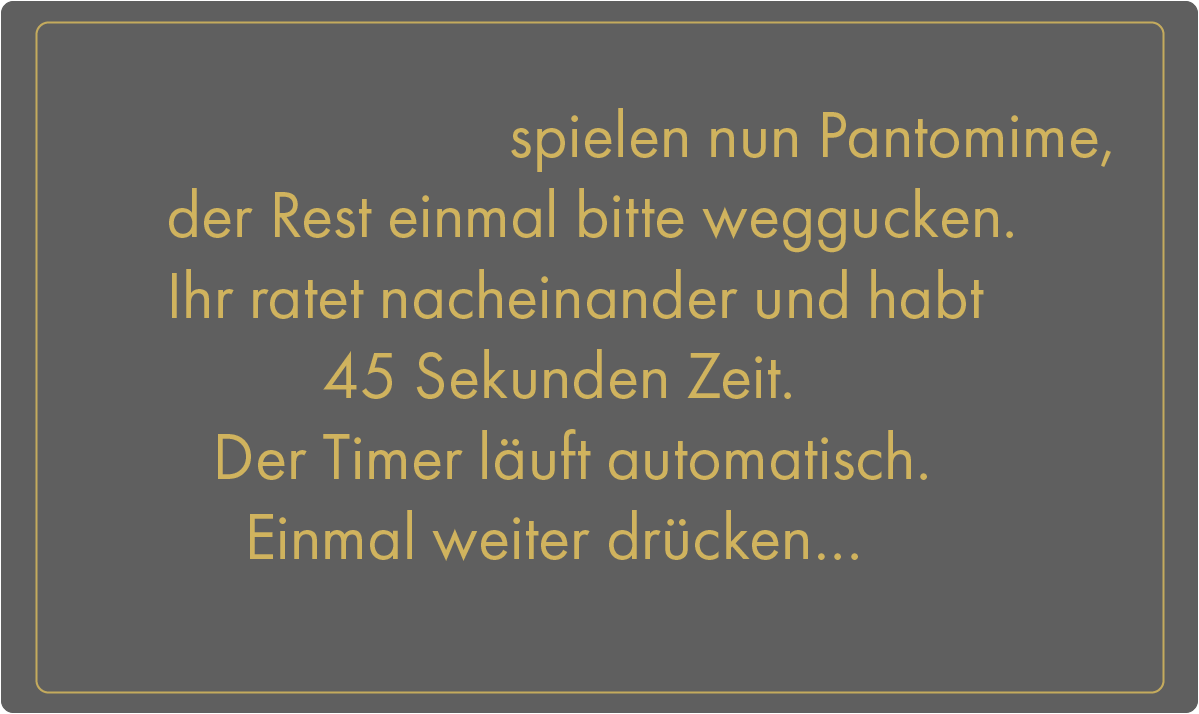 spielen nun Pantomime,
der Rest einmal bitte weggucken.
Ihr ratet nacheinander und habt
45 Sekunden Zeit.
Der Timer läuft automatisch.
Einmal weiter drücken...